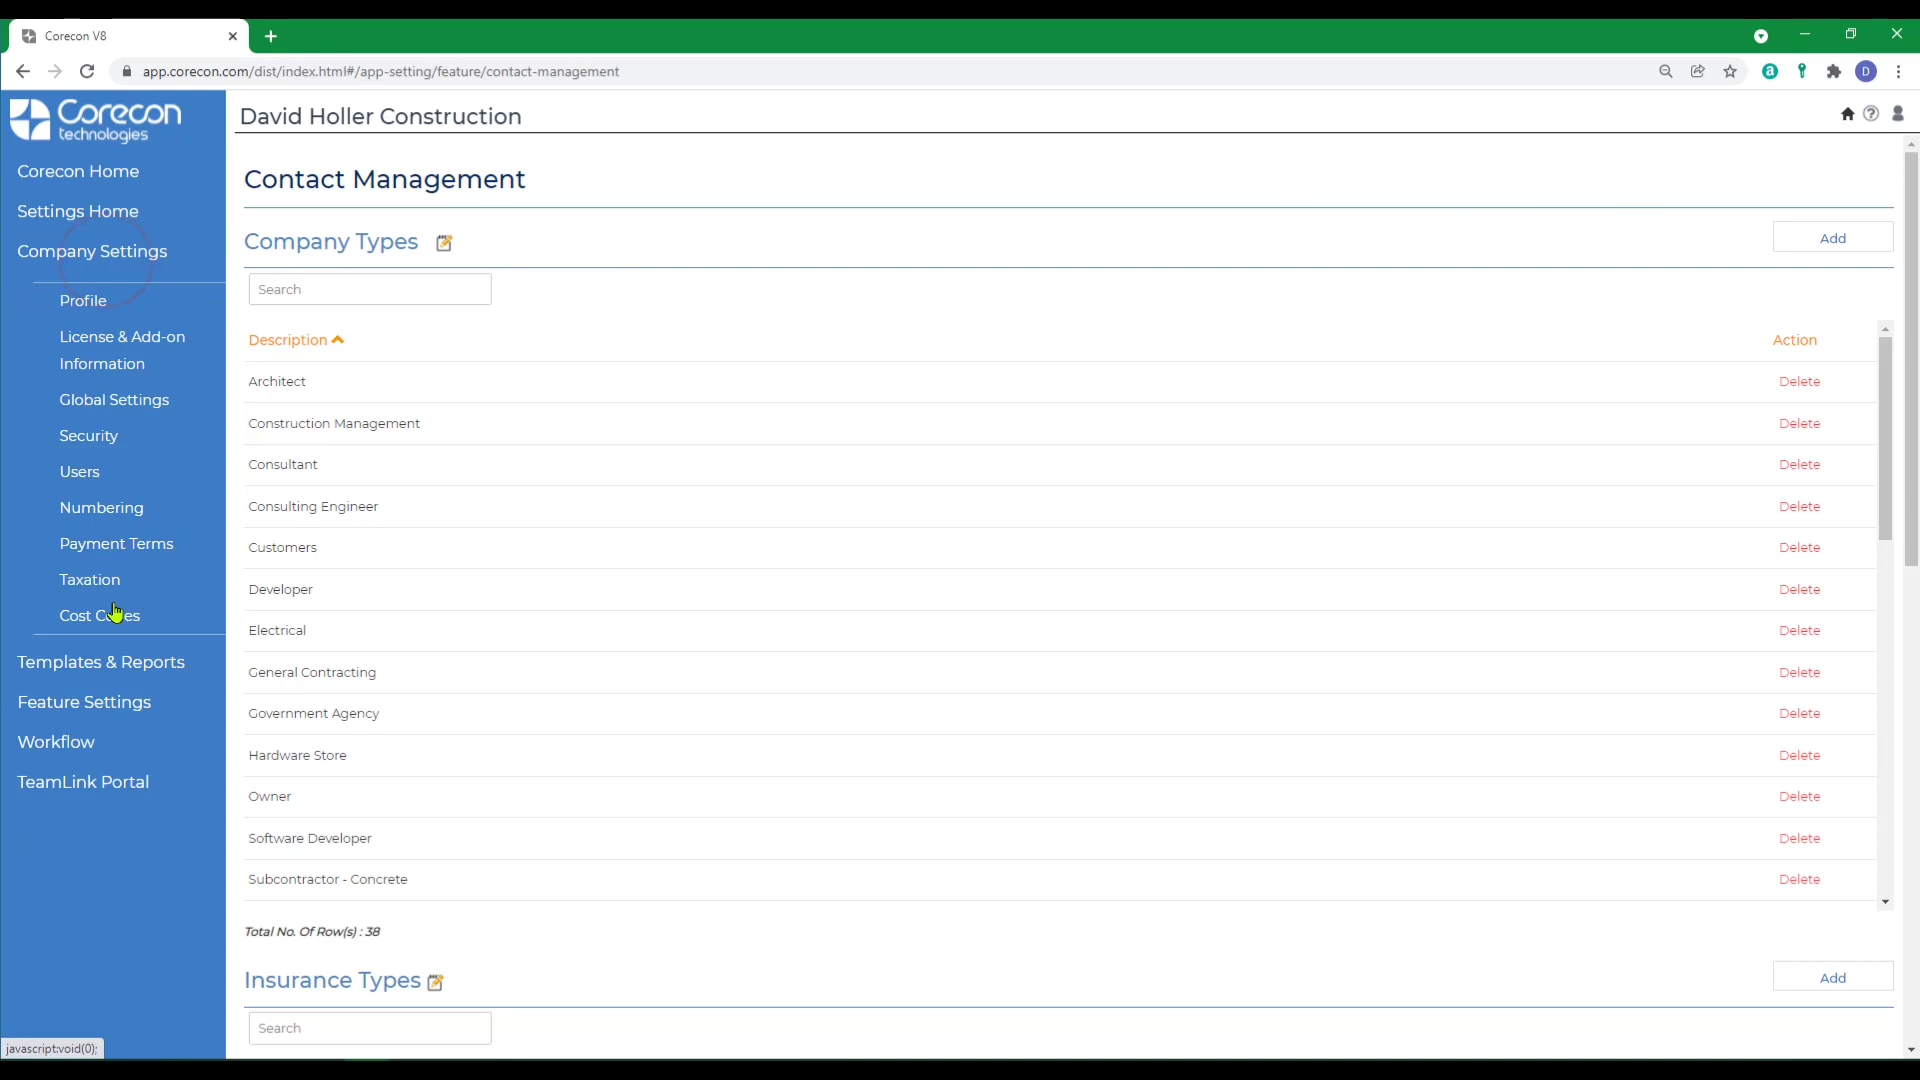 Corecon V8
app.corecon.com/dist/index.html#/app-setting/feature/contact-management
D
Corecon
technologies
David Holler Construction
Corecon Home
Settings Home
Company Settings
Profile
License & Add-on
Information
Global Settings
Security
Users
Numbering
Payment Terms
Taxation
Cost
Templates & Reports
Feature Settings
Workflow
TeamLink Portal
Contact Management
Company Types
Add
Search
Description
Action
Architect
Delete
Construction Management
Delete
Consultant
Delete
Consulting Engineer
Delete
Customers
Delete
Developer
Delete
Electrical
Delete
General Contracting
Delete
Government Agency
Delete
Hardware Store
Delete
Owner
Delete
Software Developer
Delete
Subcontractor - Concrete
Delete
Total No. Of Row(s) : 38
Insurance Types
Add
Search
javascript:void(0);